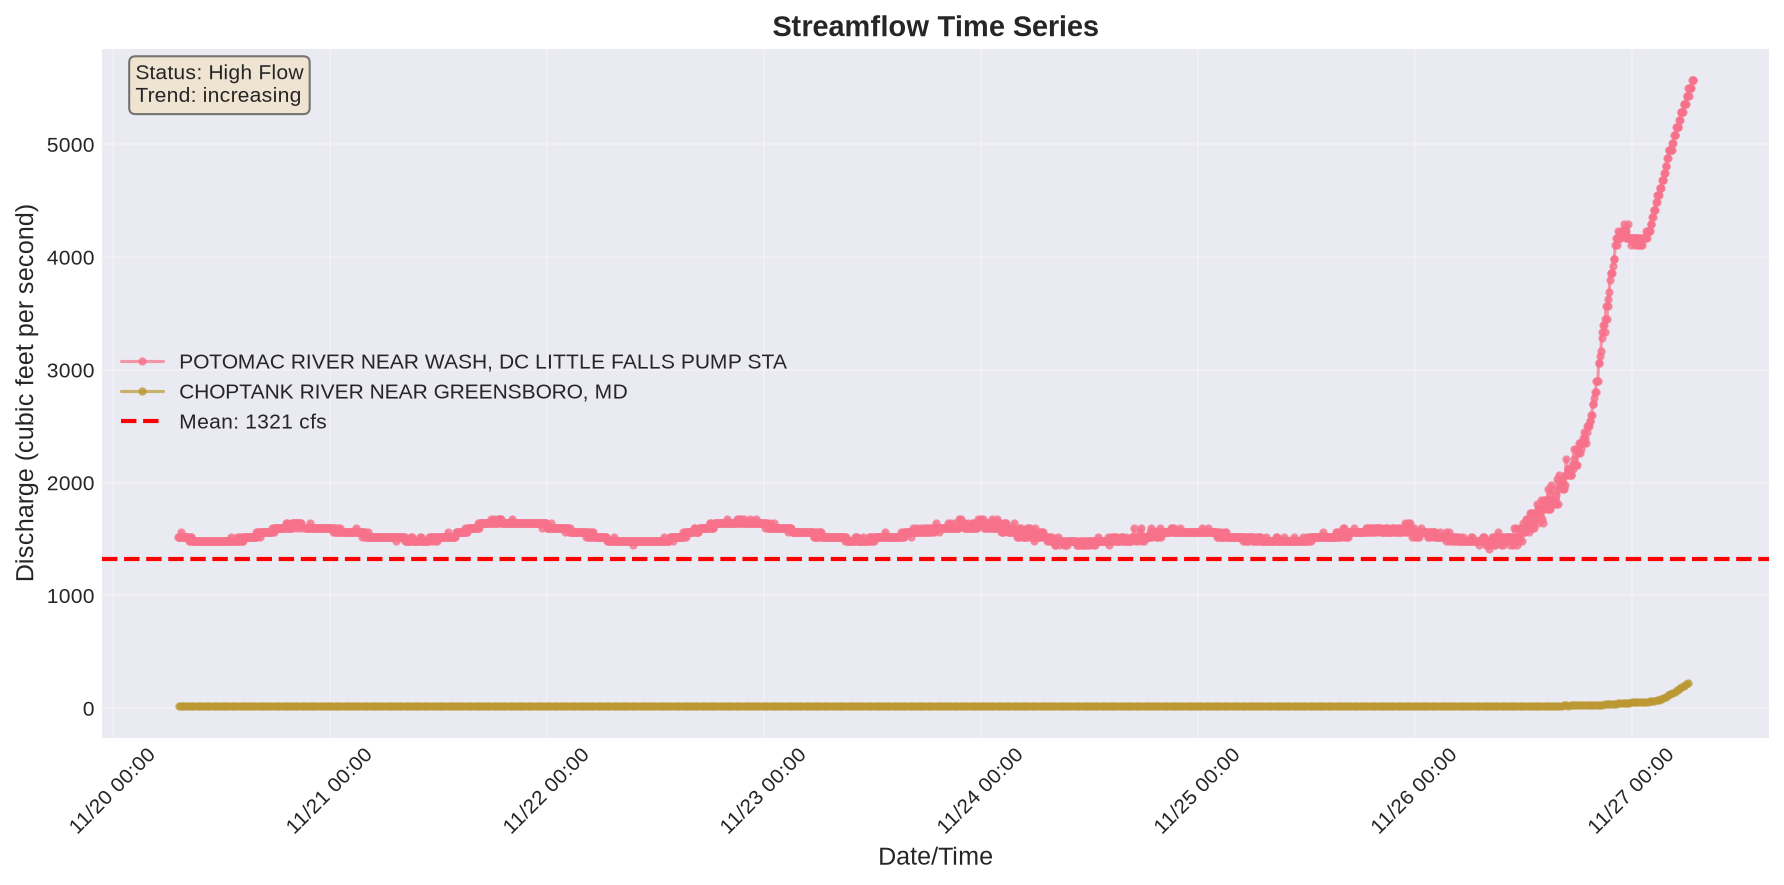 Streamflow Time Series
Status: High Flow
Trend: increasing
Discharge (cubic feet per second)
5000
4000
3000
2000
1000
0
POTOMAC RIVER NEAR WASH, DC LITTLE FALLS PUMP STA
CHOPTANK RIVER NEAR GREENSBORO, MD
Mean: 1321 cfs
11/20 00:00
11/21 00:00
11/22 00:00
11/23 00:00
11/24 00:00
11/25 00:00
11/26 00:00
11/27 00:00
Date/Time